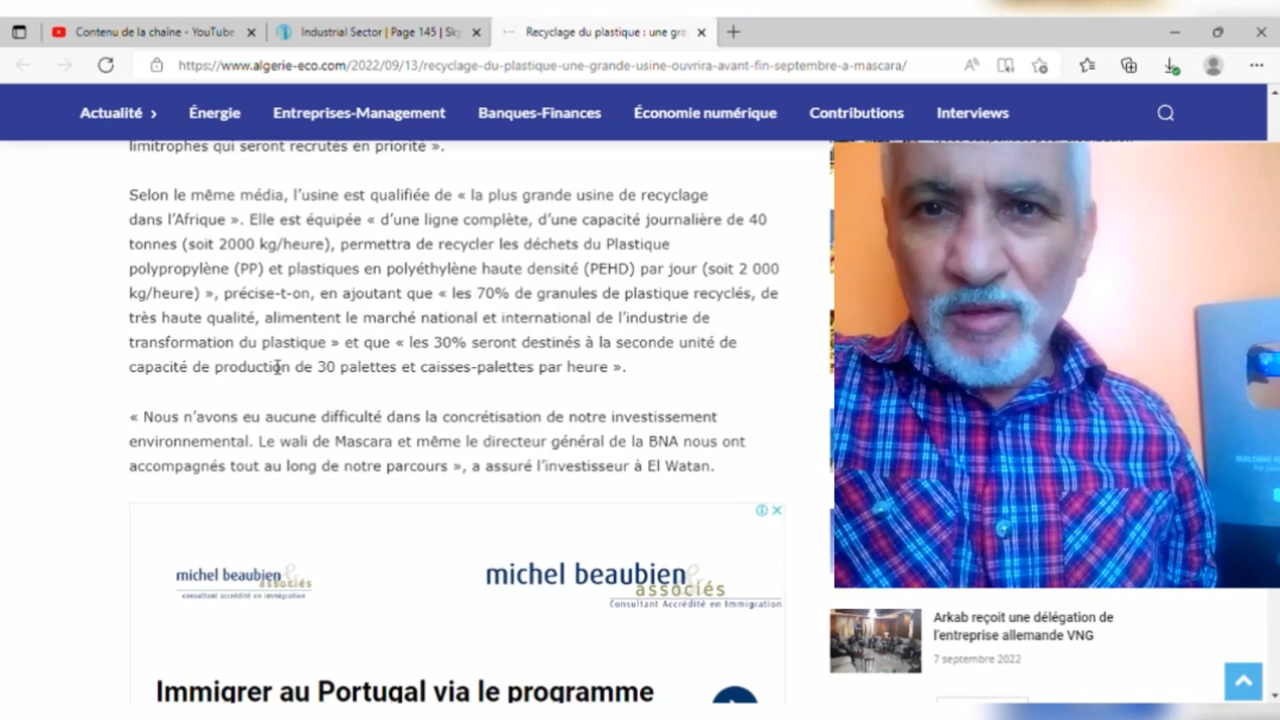 Contenu de la chaîne - YouTube
Industrial Sector | Page 145 | Sky
Recyclage du plastique : une gra
https://www.algerie-eco.com/2022/09/13/recyclage-du-plastique-une-grande-usine-ouvrira-avant-fin-septembre-a-mascara/
Actualité Énergie Entreprises-Management Banques-Finances Économie numérique Contributions Interviews
limitrophes qui seront recrutés en priorité ».
Selon le même média, l’usine est qualifiée de « la plus grande usine de recyclage
dans l’Afrique ». Elle est équipée « d’une ligne complète, d’une capacité journalière de 40
tonnes (soit 2000 kg/heure), permettra de recycler les déchets du Plastique
polypropylène (PP) et plastiques en polyéthylène haute densité (PEHD) par jour (soit 2 000
kg/heure) », précise-t-on, en ajoutant que « les 70% de granules de plastique recyclés, de
très haute qualité, alimentent le marché national et international de l’industrie de
transformation du plastique » et que « les 30% seront destinés à la seconde unité de
capacité de production de 30 palettes et caisses-palettes par heure ».
« Nous n’avons eu aucune difficulté dans la concrétisation de notre investissement
environnemental. Le wali de Mascara et même le directeur général de la BNA nous ont
accompagnés tout au long de notre parcours », a assuré l’investisseur à El Watan.
michel beaubien &
associés
consultant accrédité en immigration
michel beaubien &
associés
Consultant Accrédité en Immigration
Immigrer au Portugal via le programme
Arkab reçoit une délégation de
l’entreprise allemande VNG
7 septembre 2022